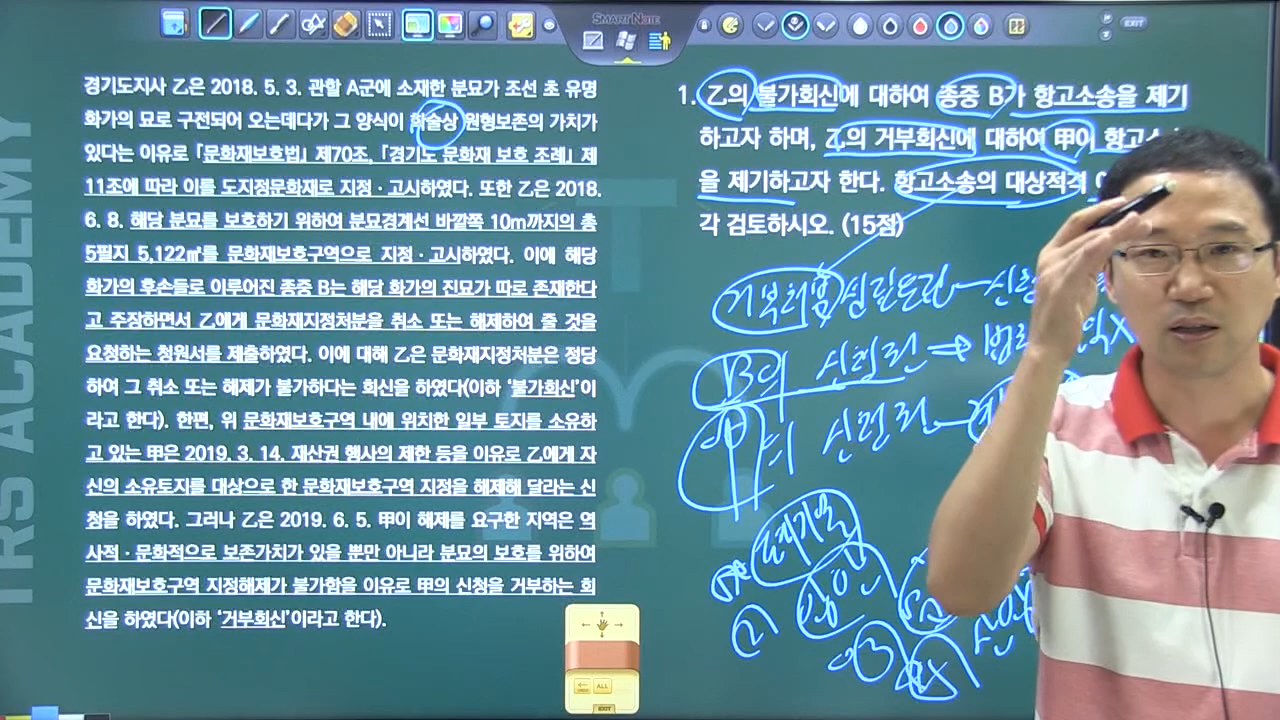 SMART NOTE
EXIT
경기도지사 乙은 2018. 5. 3. 관할 A군에 소재한 분묘가 조선 초 유명
화가의 묘로 구전되어 오는데다가 그 양식이 학술상 원형보존의 가치가
있다는 이유로 「문화재보호법」 제70조, 「경기도 문화재 보호 조례」 제
11조에 따라 이를 도지정문화재로 지정·고시하였다. 또한 乙은 2018.
6. 8. 해당 분묘를 보호하기 위하여 분묘경계선 바깥쪽 10m까지의 총
5필지 5,122㎡를 문화재보호구역으로 지정·고시하였다. 이에 해당
화가의 후손들로 이루어진 종중 B는 해당 화가의 진묘가 따로 존재한다
고 주장하면서 乙에게 문화재지정처분을 취소 또는 해제하여 줄 것을
요청하는 청원서를 제출하였다. 이에 대해 乙은 문화재지정처분은 정당
하여 그 취소 또는 해제가 불가하다는 회신을 하였다(이하 ‘불가회신’이
라고 한다). 한편, 위 문화재보호구역 내에 위치한 일부 토지를 소유하
고 있는 甲은 2019. 3. 14. 재산권 행사의 제한 등을 이유로 乙에게 자
신의 소유토지를 대상으로 한 문화재보호구역 지정을 해제해 달라는 신
청을 하였다. 그러나 乙은 2019. 6. 5. 甲이 해제를 요구한 지역은 역
사적·문화적으로 보존가치가 있을 뿐만 아니라 분묘의 보호를 위하여
문화재보호구역 지정해제가 불가함을 이유로 甲의 신청을 거부하는 회
신을 하였다(이하 ‘거부회신’이라고 한다).
1. 乙의 불가회신에 대하여 종중 B가 항고소송을 제기
하고자 하며, 乙의 거부회신에 대하여 甲이 항고소
을 제기하고자 한다. 항고소송의 대상적격
각 검토하시오. (15점)
B의 신청권
甲의 신청권
ALL
EXIT
TRS ACADEMY